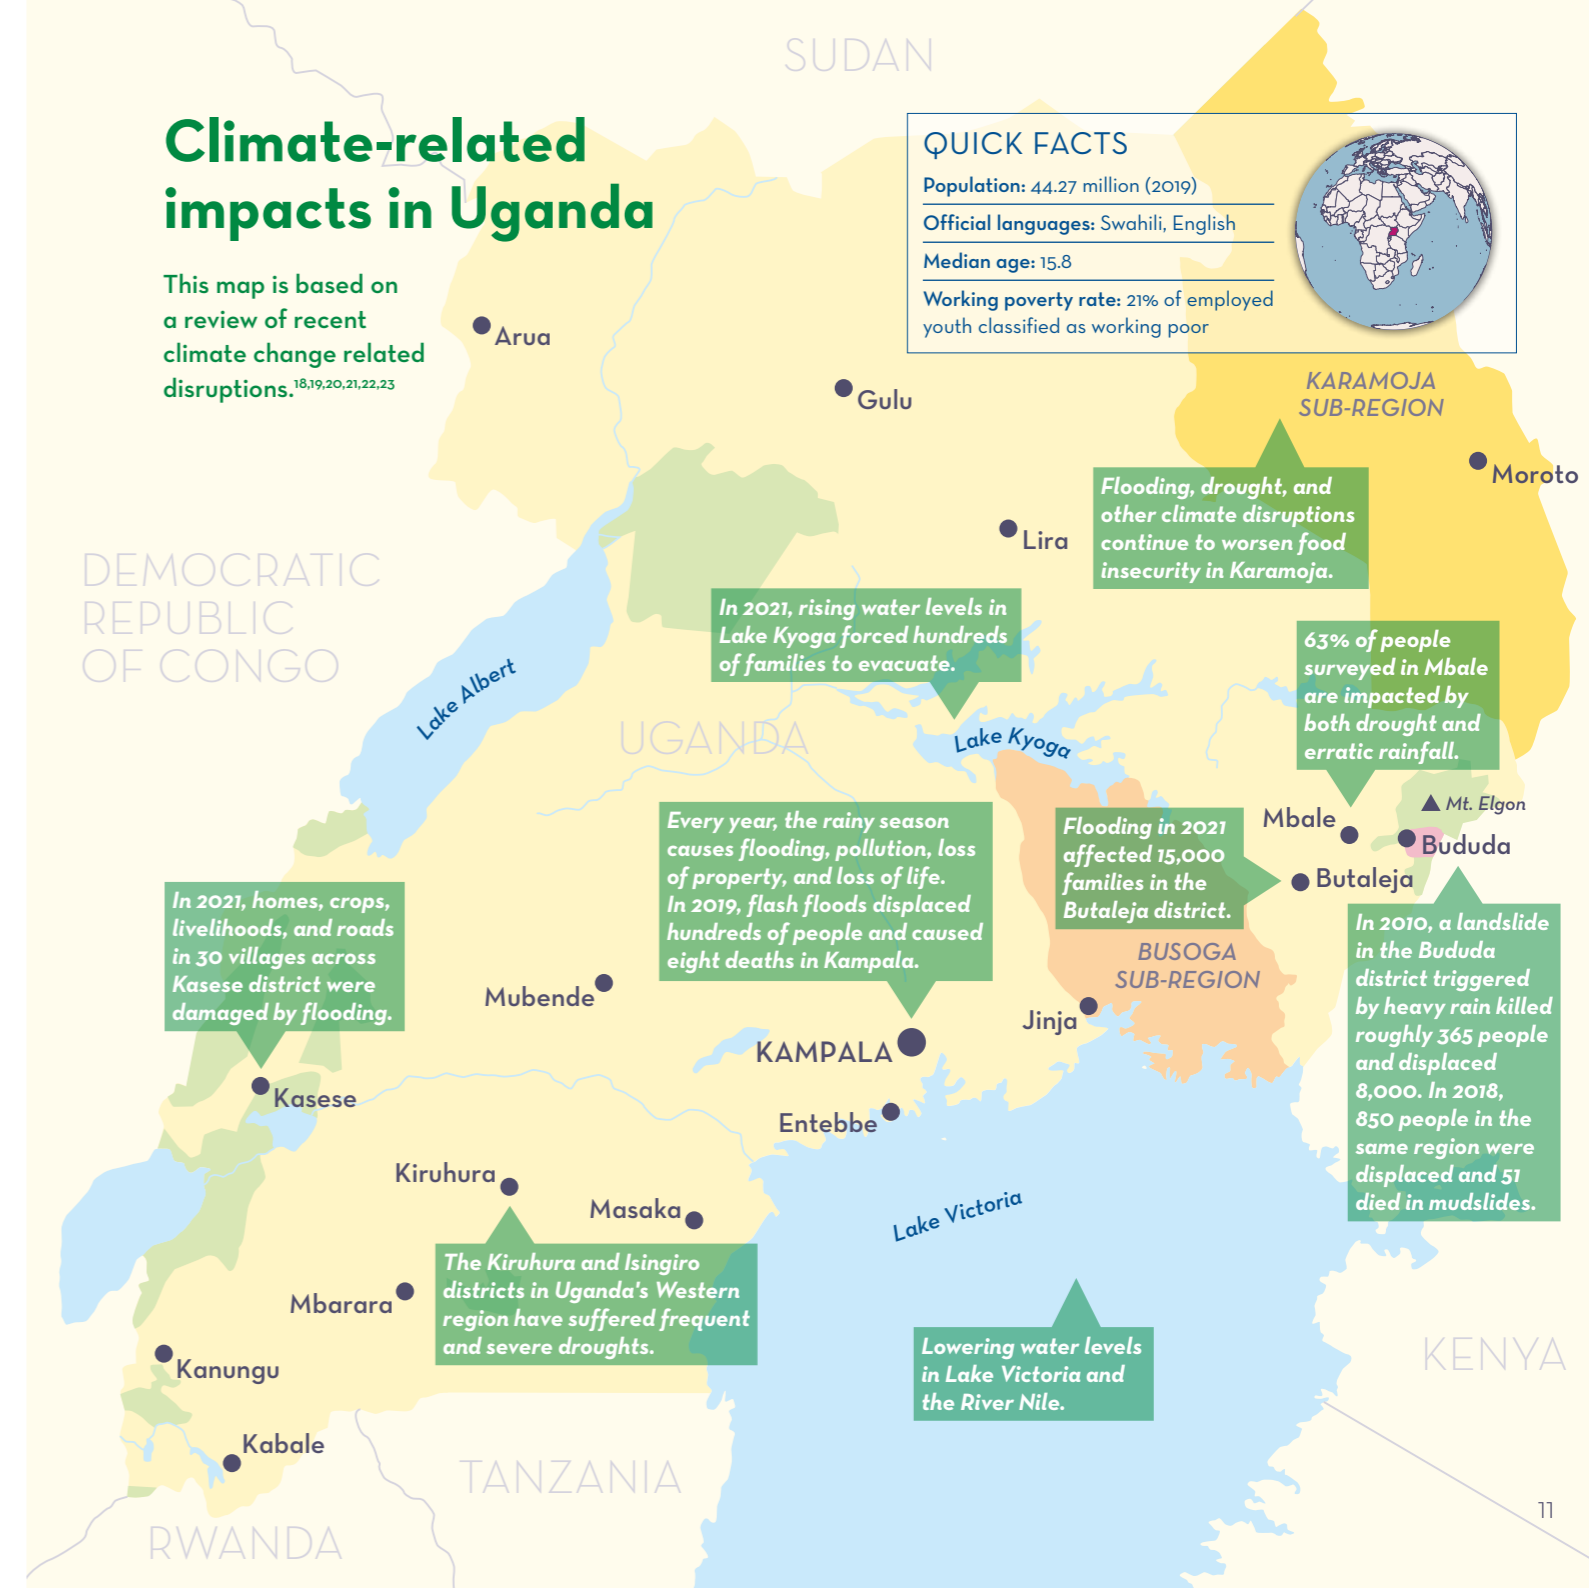 SUDAN
Climate-related
impacts in Uganda
This map is based on
a review of recent
climate change related
disruptions.18,19,20,21,22,23
QUICK FACTS
Population: 44.27 million (2019)
Official languages: Swahili, English
Median age: 15.8
Working poverty rate: 21% of employed
youth classified as working poor
Arua
Gulu
KARAMOJA
SUB-REGION
Moroto
Flooding, drought, and
other climate disruptions
continue to worsen food
insecurity in Karamoja.
Lira
DEMOCRATIC
REPUBLIC
OF CONGO
In 2021, rising water levels in
Lake Kyoga forced hundreds
of families to evacuate.
63% of people
surveyed in Mbale
are impacted by
both drought and
erratic rainfall.
Lake Albert
UGANDA
Lake Kyoga
Mt. Elgon
Mbale
Bududa
Butaleja
Every year, the rainy season
causes flooding, pollution, loss
of property, and loss of life.
In 2019, flash floods displaced
hundreds of people and caused
eight deaths in Kampala.
Flooding in 2021
affected 15,000
families in the
Butaleja district.
In 2021, homes, crops,
livelihoods, and roads
in 30 villages across
Kasese district were
damaged by flooding.
In 2010, a landslide
in the Bududa
district triggered
by heavy rain killed
roughly 365 people
and displaced
8,000. In 2018,
850 people in the
same region were
displaced and 51
died in mudslides.
BUSOGA
SUB-REGION
Mubende
Jinja
KAMPALA
Kasese
Entebbe
Kiruhura
Masaka
Lake Victoria
The Kiruhura and Isingiro
districts in Uganda's Western
region have suffered frequent
and severe droughts.
Mbarara
Lowering water levels
in Lake Victoria and
the River Nile.
Kanungu
KENYA
Kabale
TANZANIA
RWANDA
11